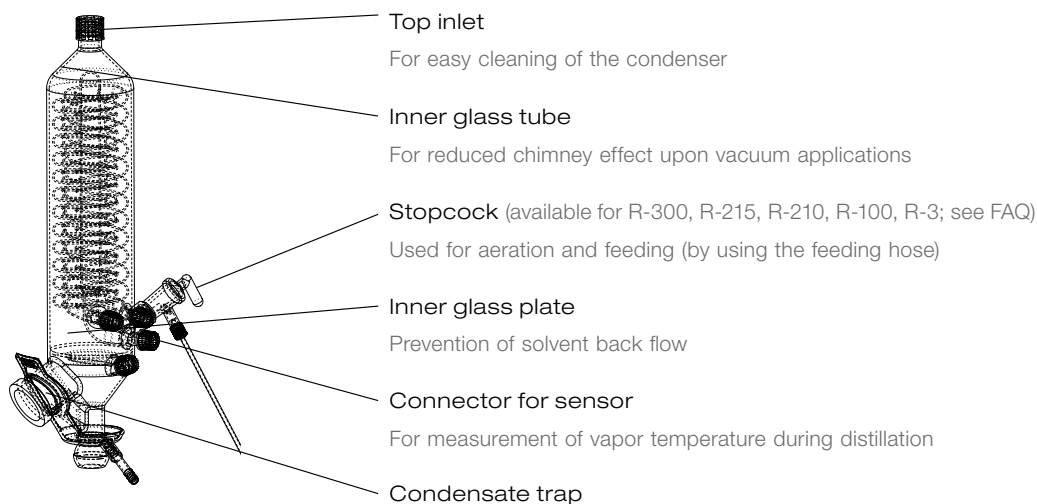 Top inlet
For easy cleaning of the condenser
Inner glass tube
For reduced chimney effect upon vacuum applications
Stopcock (available for R-300, R-215, R-210, R-100, R-3; see FAQ)
Used for aeration and feeding (by using the feeding hose)
Inner glass plate
Prevention of solvent back flow
Connector for sensor
For measurement of vapor temperature during distillation
Condensate trap